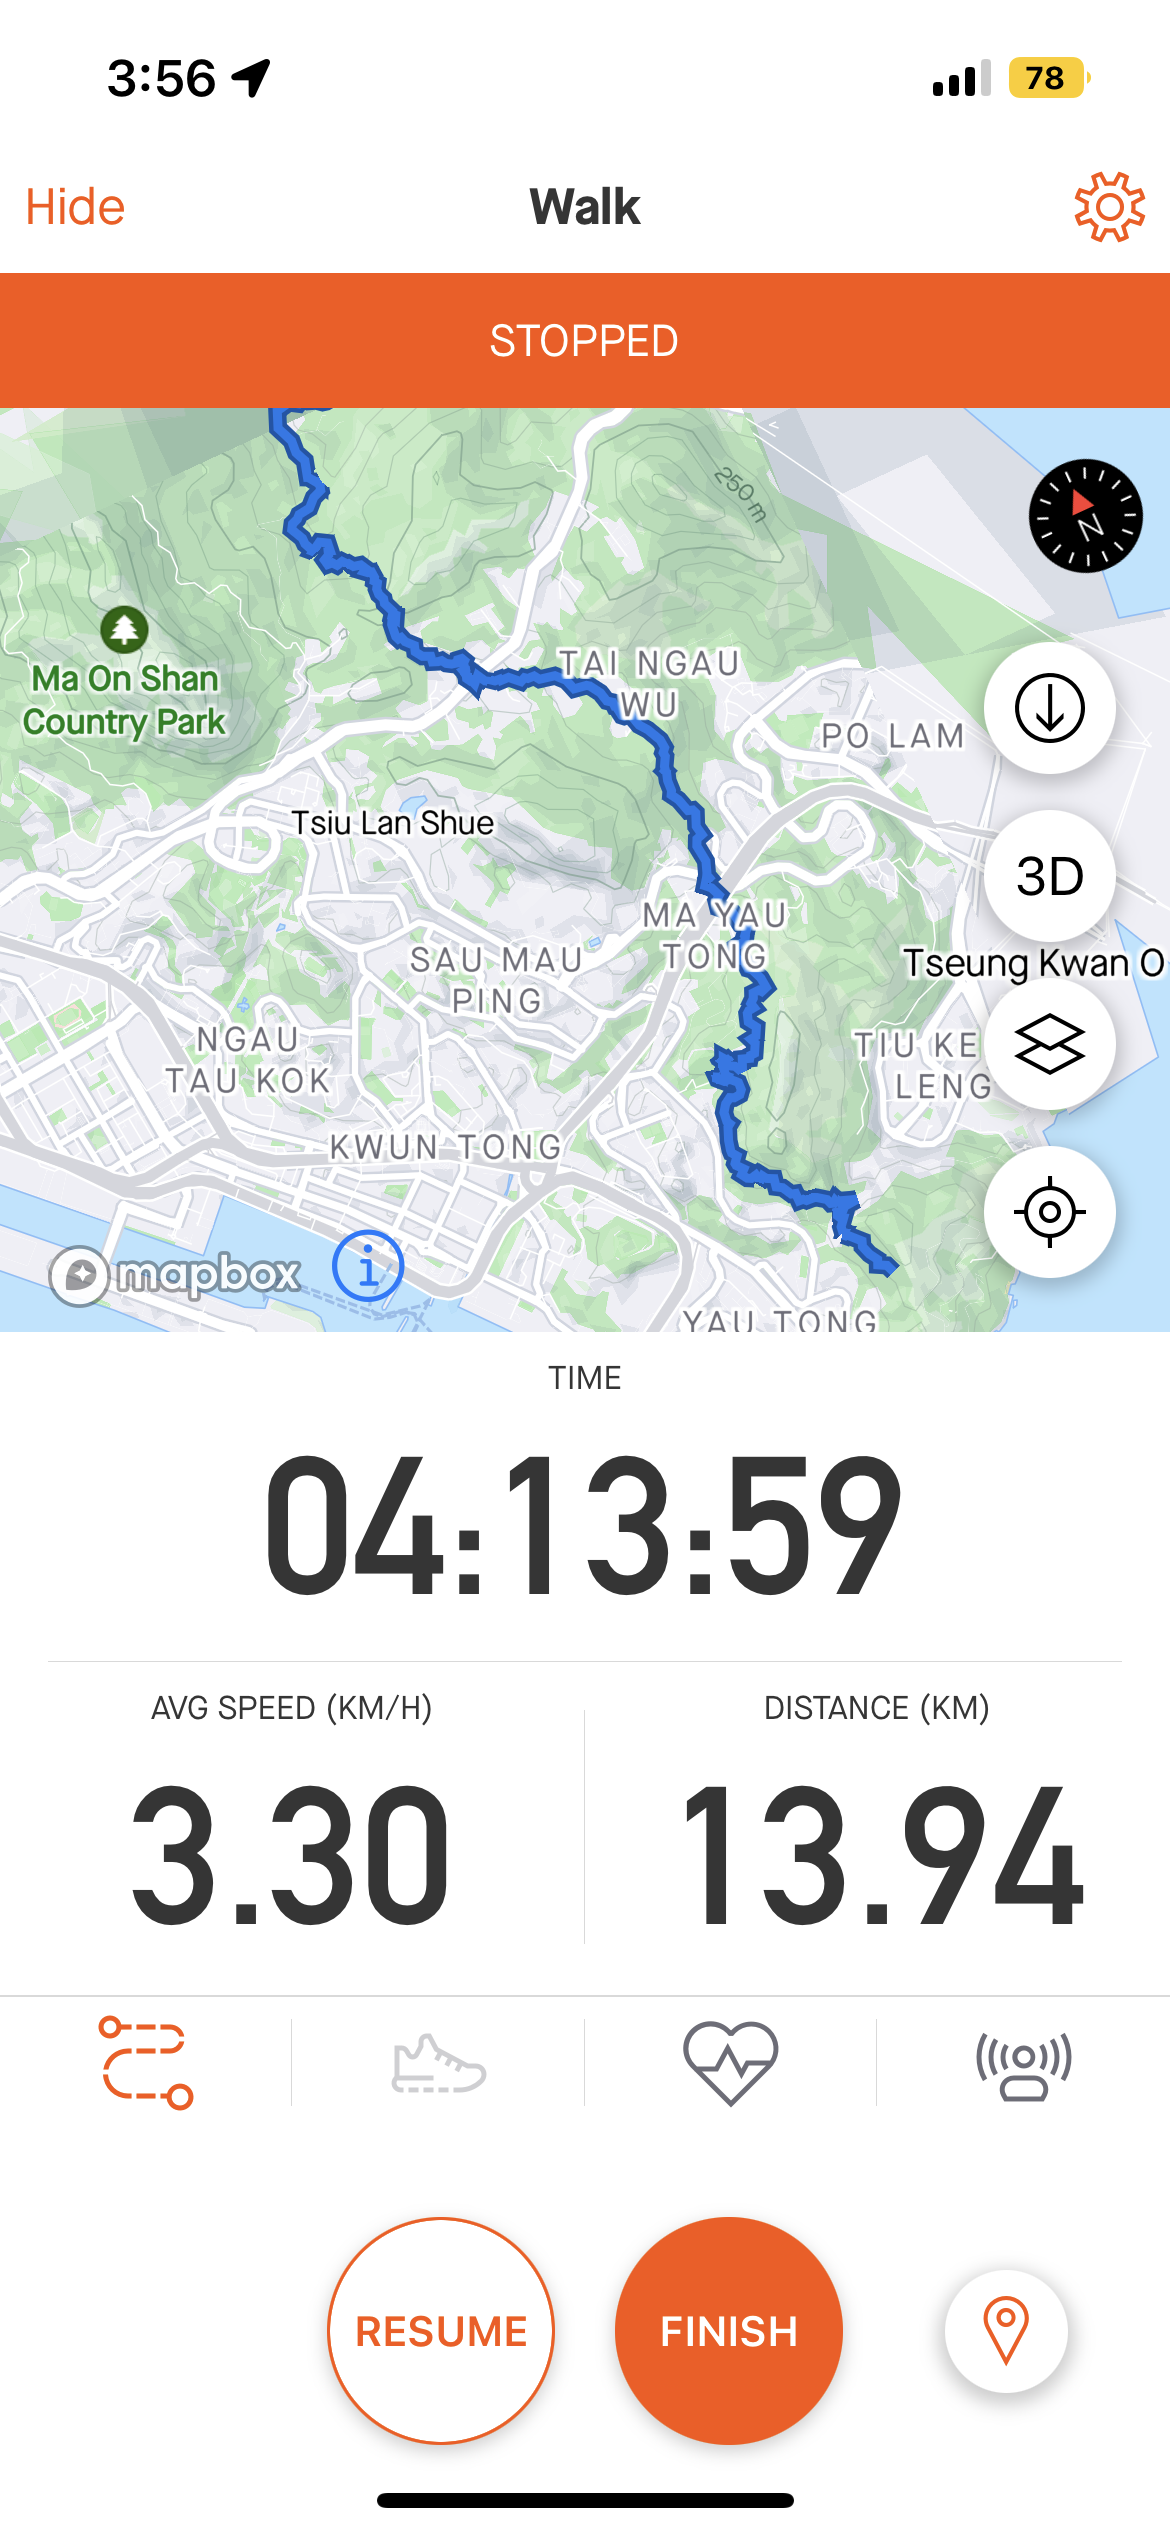 3:56
78
Hide
Walk
STOPPED
250 m
N
Ma On Shan
Country Park
TAI NGAU
WU
PO LAM
Tsiu Lan Shue
3D
MA YAU
TONG
SAU MAU
PING
Tseung Kwan O
NGAU
TAU KOK
TIU KE
LENG
KWUN TONG
mapbox
i
YAU TONG
TIME
04:13:59
AVG SPEED (KM/H)
DISTANCE (KM)
3.30
13.94
RESUME
FINISH